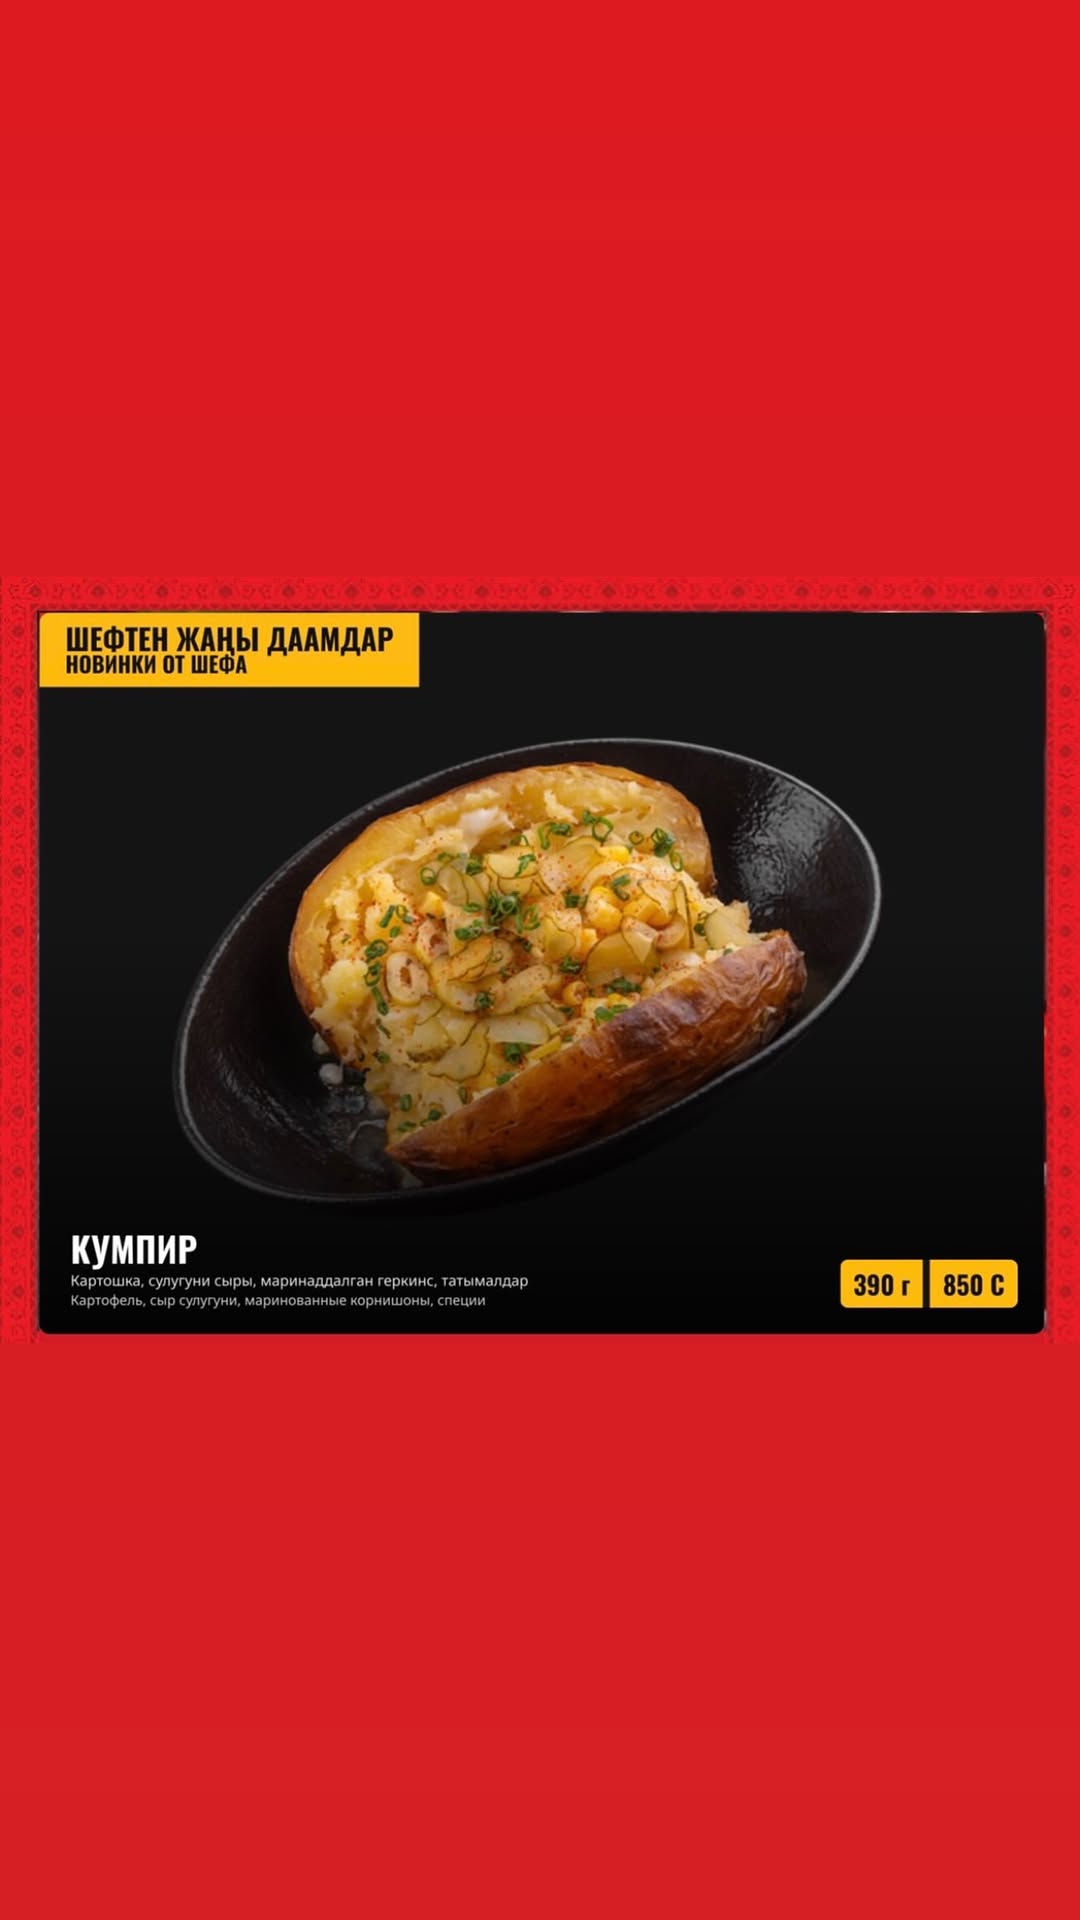 ШЕФТЕН ЖАҢЫ ДААМДАР
НОВИНКИ ОТ ШЕФА
КУМПИР
Картошка, сулугуни сыры, маринаддалган геркинс, татымалдар
Картофель, сыр сулугуни, маринованные корнишоны, специи
390 г
850 С